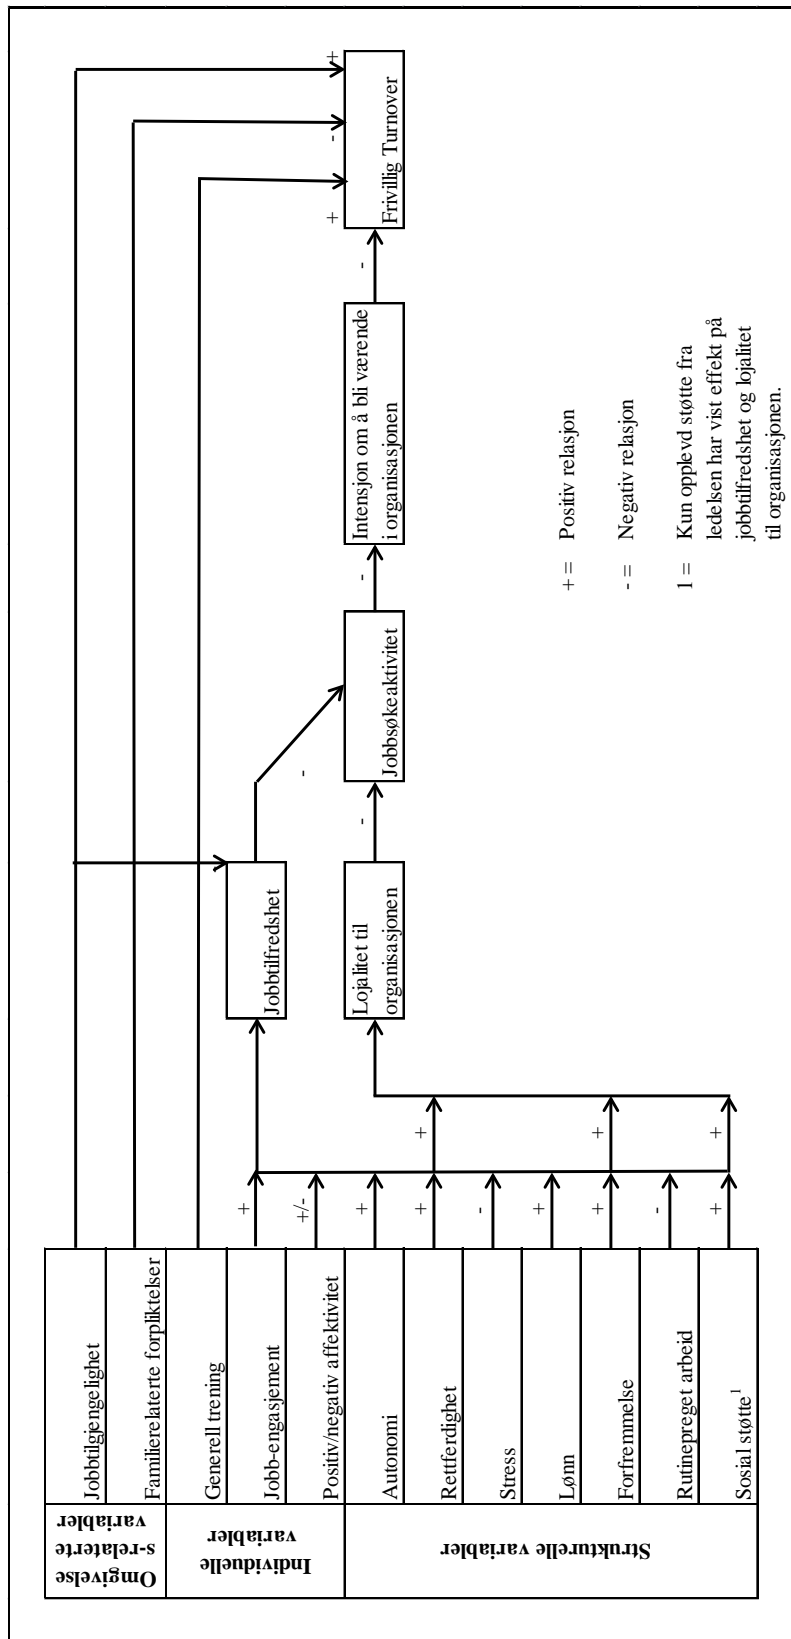 Omgivelse
s-relaterte
variabler
Jobbtilgjengelighet
Familierelaterte forpliktelser
Individuelle
variabler
Generell trening
Jobb-engasjement
+
Positiv/negativ affektivitet
+/-
Strukturelle variabler
Autonomi
+
Rettferdighet
+
+
Stress
-
Lønn
+
Forfremmelse
+
+
Rutinepreget arbeid
-
Sosial støtte1
+
+
Jobbtilfredshet
-
Lojalitet til
organisasjonen
-
Jobbsøkeaktivitet
-
Intensjon om å bli værende
i organisasjonen
-
Frivillig Turnover
+
-
+
+ = Positiv relasjon
- = Negativ relasjon
1 = Kun opplevd støtte fra
ledelsen har vist effekt på
jobbtilfredshet og lojalitet
til organisasjonen.